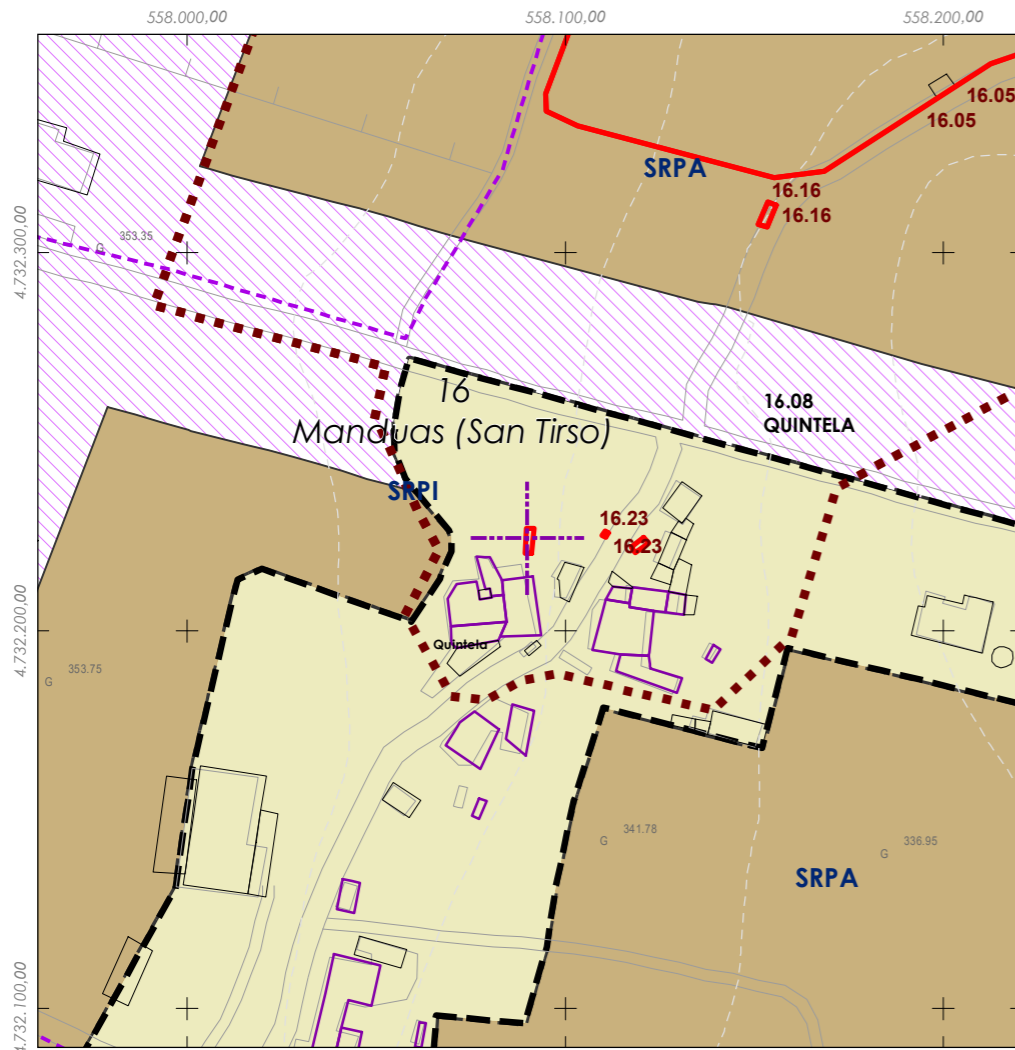 558.000,00
558.100,00
558.200,00
16.05
16.05
SRPA
16.16
16.16
4.732.300,00
353.35
G
16
Manduas (San Tirso)
16.08
QUINTELA
SRPI
16.23
16.23
4.732.200,00
Quintela
353.75
G
341.78
G
336.95
G
SRPA
4.732.100,00